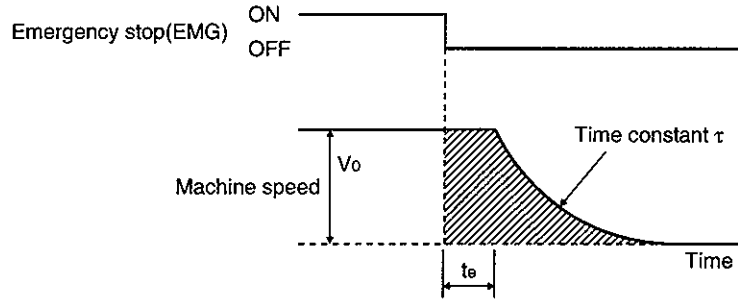 ON
Emergency stop(EMG)
OFF
Time constant τ
V0
Machine speed
Time
te